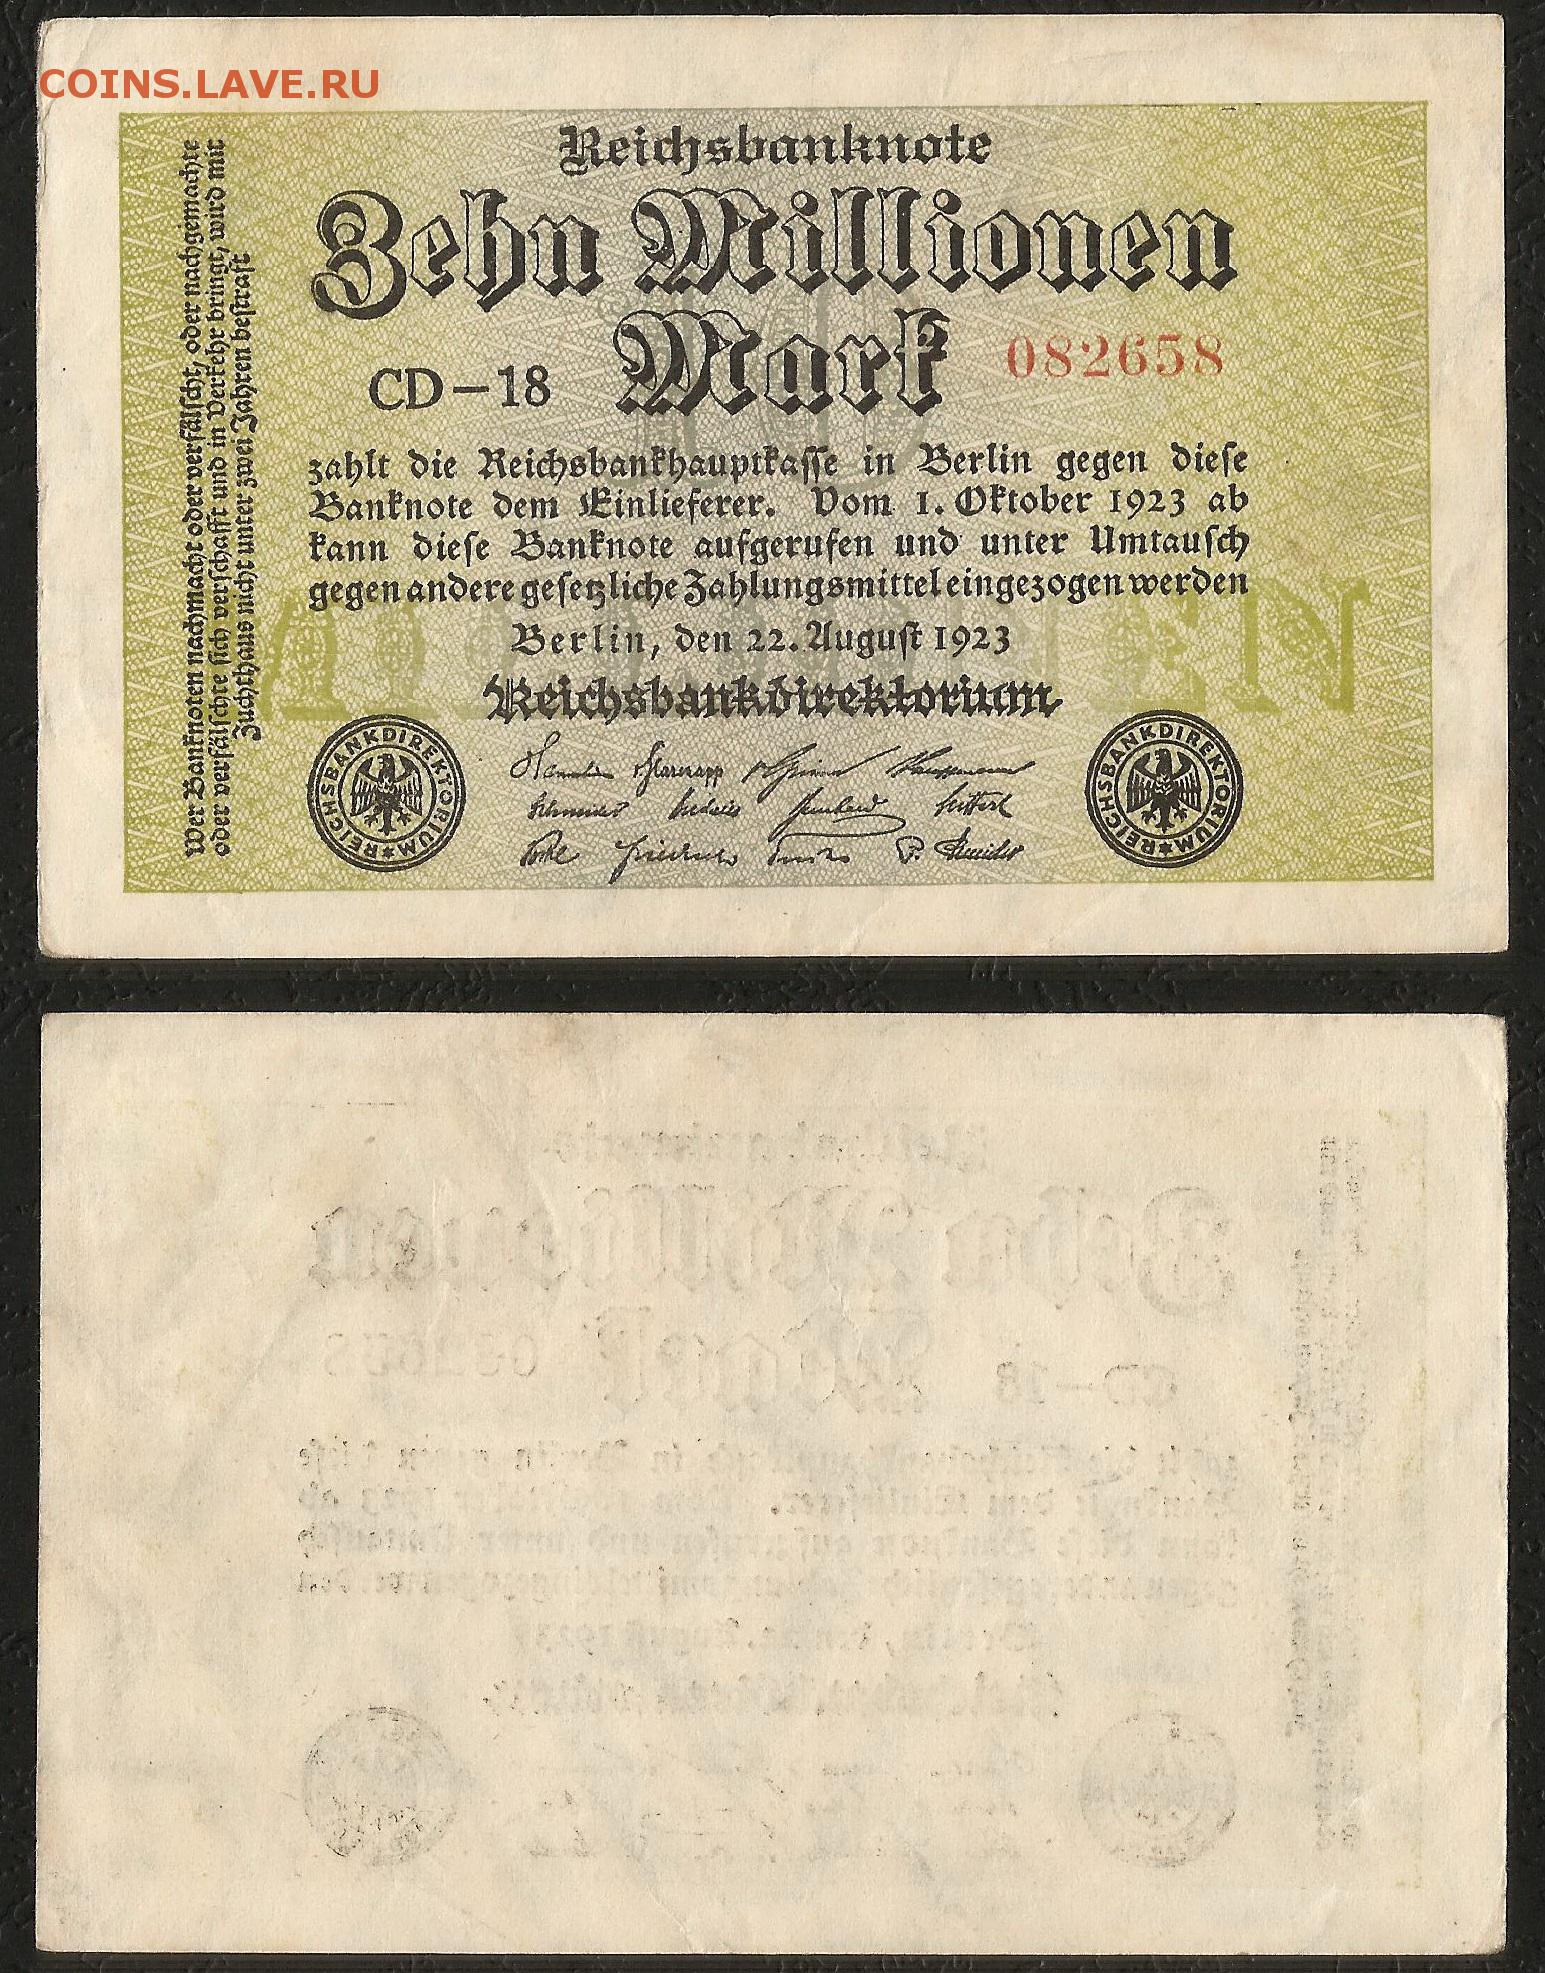 COINS.LAVE.RU
Reichsbanknote
Zehn Millionen
Mark
CD-18
082658
zahlt die Reichsbankhauptkasse in Berlin gegen diese
Banknote dem Einlieferer. Vom 1. Oktober 1923 ab
kann diese Banknote aufgerufen und unter Umtausch
gegen andere gesetzliche Zahlungsmittel eingezogen werden
Berlin, den 22. August 1923
Reichsbankdirektorium
Wer Banknoten nachmacht oder verfälscht, oder nachgemachte
oder verfälschte sich verschafft und in Verkehr bringt, wird mit
Zuchthaus nicht unter zwei Jahren bestraft
REICHSBANKDIREKTORIUM
REICHSBANKDIREKTORIUM